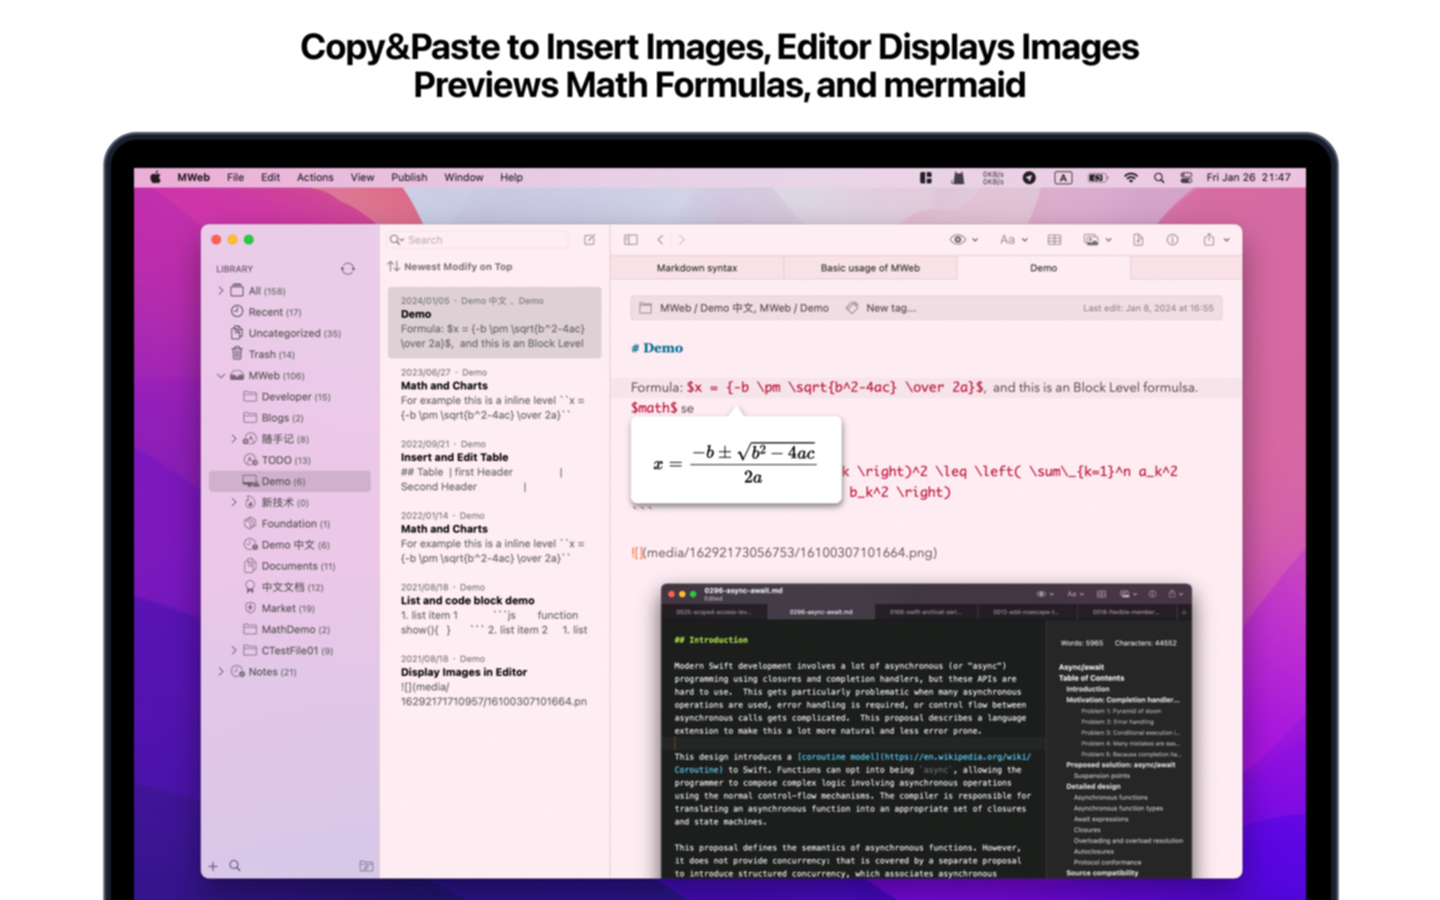 Copy&Paste to Insert Images, Editor Displays Images
Previews Math Formulas, and mermaid
MWeb File Edit Actions View Publish Window Help
0KB/s
0KB/s
A
Fri Jan 26 21:47
LIBRARY
All (158)
Recent (17)
Uncategorized (35)
Trash (14)
MWeb (106)
Developer (15)
Blogs (2)
随手记 (8)
TODO (13)
Demo (6)
新技术 (0)
Foundation (1)
Demo 中文 (6)
Documents (11)
中文文档 (12)
Market (19)
MathDemo (2)
CTestFile01 (9)
Notes (21)
Search
Newest Modify on Top
2024/01/05 · Demo 中文 、Demo
Demo
Formula: $x = {-b \pm \sqrt{b^2-4ac}
\over 2a}$, and this is an Block Level
2023/06/27 · Demo
Math and Charts
For example this is a inline level ``x =
{-b \pm \sqrt{b^2-4ac} \over 2a}``
2022/09/21 · Demo
Insert and Edit Table
## Table | first Header |
Second Header |
2022/01/14 · Demo
Math and Charts
For example this is a inline level ``x =
{-b \pm \sqrt{b^2-4ac} \over 2a}``
2021/08/18 · Demo
List and code block demo
1. list item 1 ```js function
show(){ } ``` 2. list item 2 1. list
2021/08/18 · Demo
Display Images in Editor
![](media/
16292171710957/16100307101664.pn
Aa
Markdown syntax
Basic usage of MWeb
Demo
MWeb / Demo 中文, MWeb / Demo
New tag...
Last edit: Jan 8, 2024 at 16:55
# Demo
Formula: $x = {-b \pm \sqrt{b^2-4ac} \over 2a}$, and this is an Block Level formulsa.
$math$ se
x = −b ± √b² − 4ac
2a
k \right)^2 \leq \left( \sum\_{k=1}^n a_k^2
b_k^2 \right)
```
![](media/16292173056753/16100307101664.png)
0296-async-await.md
Edited
Aa
0296-async-await.md
## Introduction
Modern Swift development involves a lot of asynchronous (or "async")
programming using closures and completion handlers, but these APIs are
hard to use. This gets particularly problematic when many asynchronous
operations are used, error handling is required, or control flow between
asynchronous calls gets complicated. This proposal describes a language
extension to make this a lot more natural and less error prone.
This design introduces a [coroutine model](https://en.wikipedia.org/wiki/
Coroutine) to Swift. Functions can opt into being `async`, allowing the
programmer to compose complex logic involving asynchronous operations
using the normal control-flow mechanisms. The compiler is responsible for
translating an asynchronous function into an appropriate set of closures
and state machines.
This proposal defines the semantics of asynchronous functions. However,
it does not provide concurrency: that is covered by a separate proposal
to introduce structured concurrency, which associates asynchronous
Words: 5965 Characters: 44552
Async/await
Table of Contents
Introduction
Motivation: Completion handler...
Problem 1: Pyramid of doom
Problem 2: Error handling
Problem 3: Conditional execution i...
Problem 4: Many mistakes are eas...
Problem 5: Because completion ha...
Proposed solution: async/await
Suspension points
Detailed design
Asynchronous functions
Asynchronous function types
Await expressions
Closures
Overloading and overload resolution
Autoclosures
Protocol conformance
Source compatibility